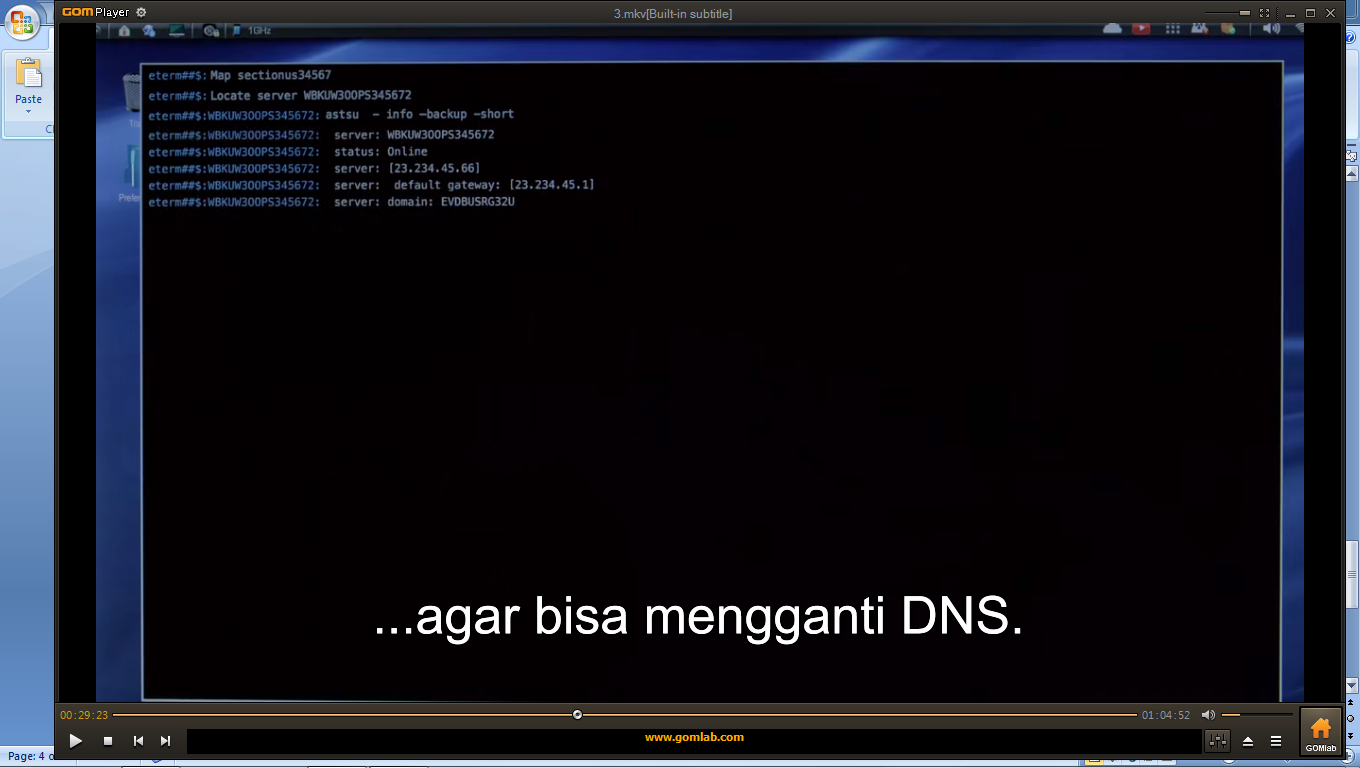 GOMPlayer
3.mkv[Built-in subtitle]
1GHz
Paste
eterm##$: Map sectionus34567
eterm##$: Locate server WBKUW3OOPS345672
eterm##$:WBKUW3OOPS345672: astsu - info -backup -short
eterm##$:WBKUW3OOPS345672: server: WBKUW3OOPS345672
eterm##$:WBKUW3OOPS345672: status: Online
eterm##$:WBKUW3OOPS345672: server: [23.234.45.66]
eterm##$:WBKUW3OOPS345672: server: default gateway: [23.234.45.1]
eterm##$:WBKUW3OOPS345672: server: domain: EVDBUSRG32U
...agar bisa mengganti DNS.
00:29:23
01:04:52
www.gomlab.com
GOMlab
Page: 4 o